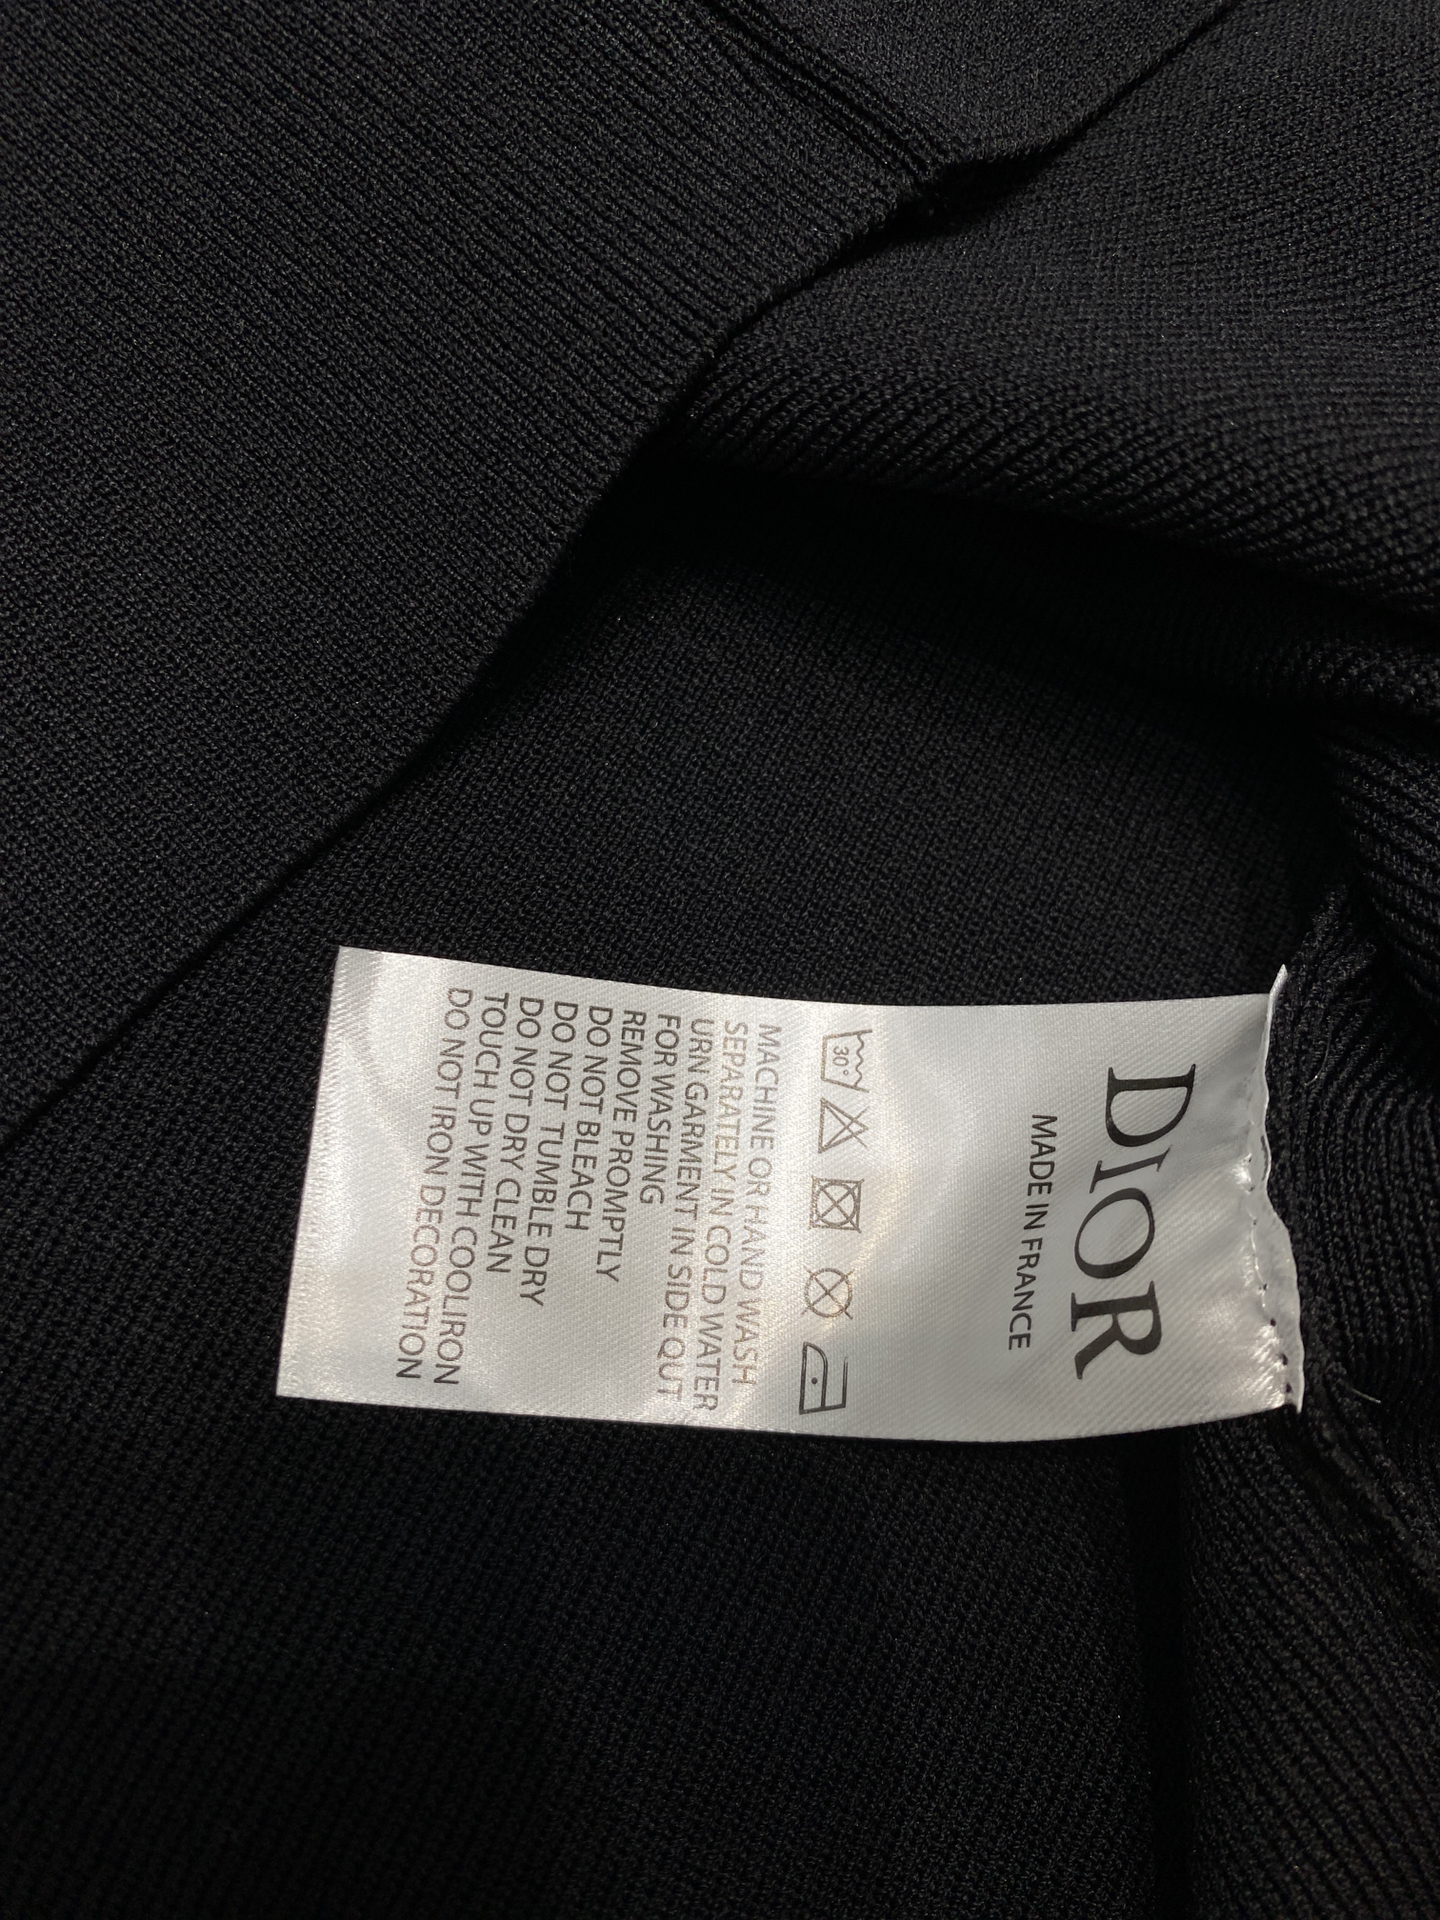 DIOR
MADE IN FRANCE
30°
MACHINE OR HAND WASH
SEPARATELY IN COLD WATER
URN GARMENT IN SIDE QUT
FOR WASHING
REMOVE PROMPTLY
DO NOT BLEACH
DO NOT TUMBLE DRY
DO NOT DRY CLEAN
TOUCH UP WITH COOLIRON
DO NOT IRON DECORATION